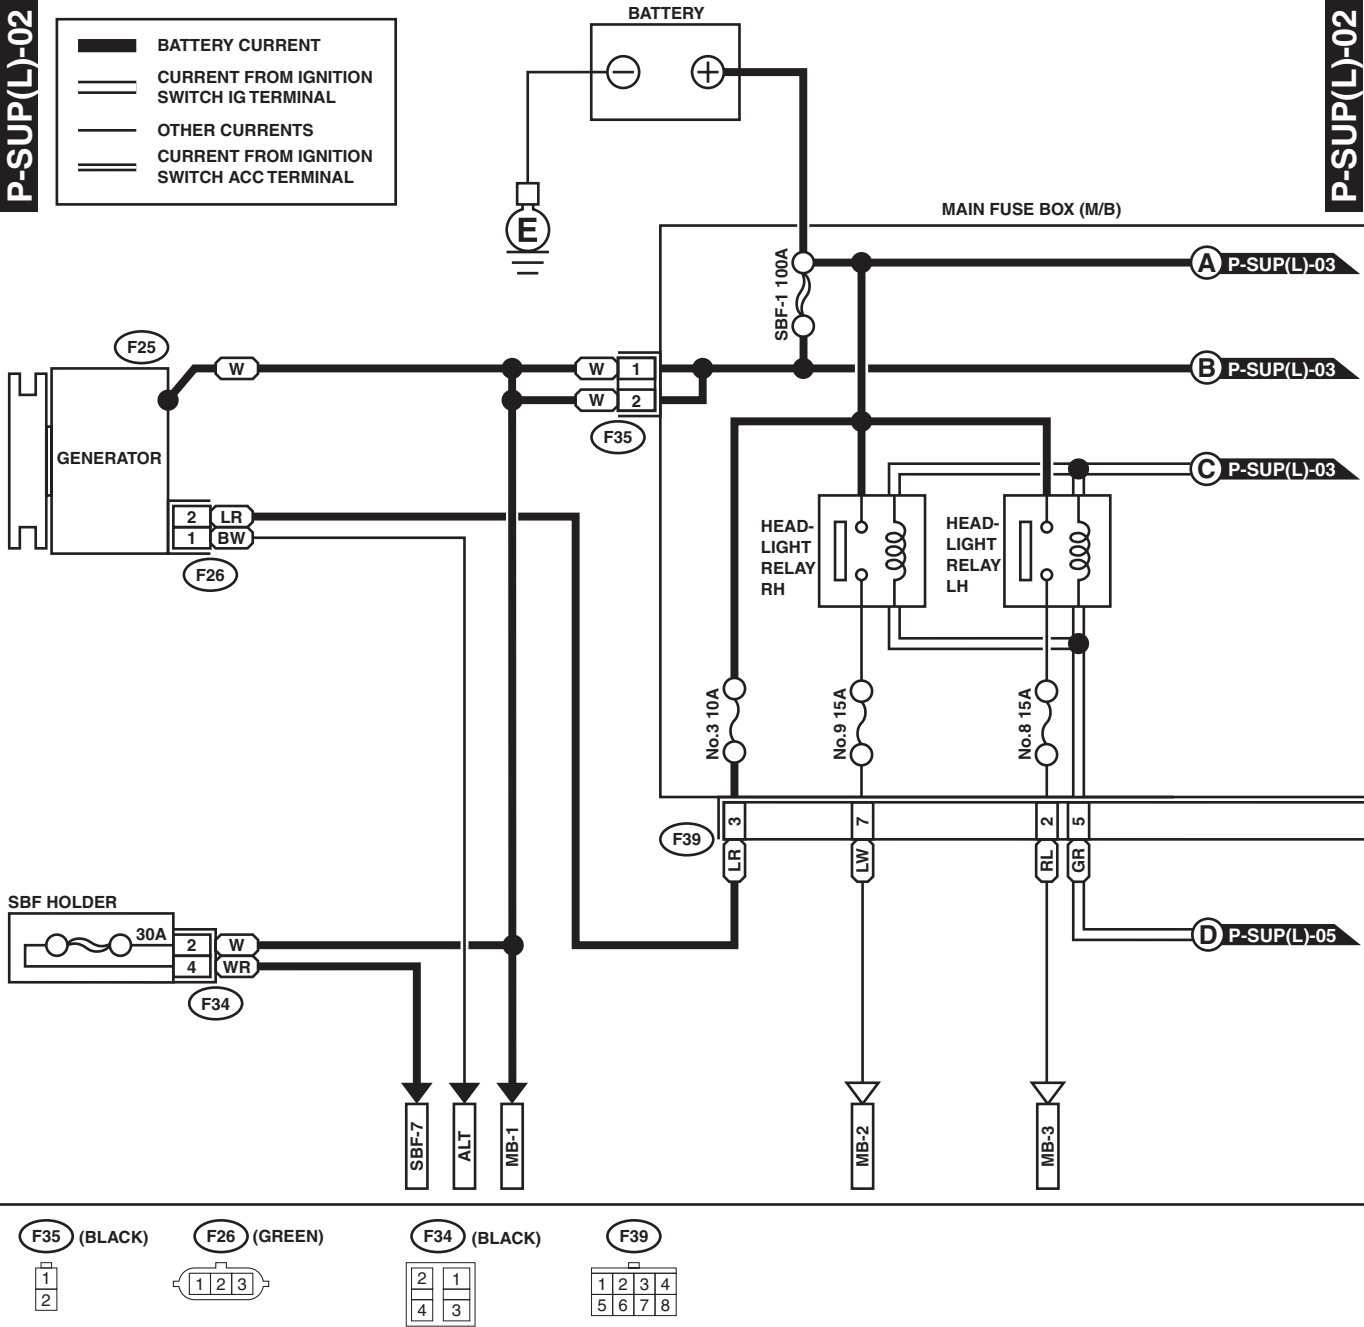 P-SUP(L)-02
P-SUP(L)-02
BATTERY CURRENT
CURRENT FROM IGNITION
SWITCH IG TERMINAL
OTHER CURRENTS
CURRENT FROM IGNITION
SWITCH ACC TERMINAL
BATTERY
− +
E
MAIN FUSE BOX (M/B)
SBF-1 100A
A P-SUP(L)-03
F25
W
W 1
B P-SUP(L)-03
W 2
F35
GENERATOR
C P-SUP(L)-03
2 LR
1 BW
F26
HEAD-
LIGHT
RELAY
RH
HEAD-
LIGHT
RELAY
LH
No.3 10A
No.9 15A
No.8 15A
F39
3 7 2 5
LR LW RL GR
SBF HOLDER
30A
2 W
4 WR
F34
D P-SUP(L)-05
SBF-7
ALT
MB-1
MB-2
MB-3
F35 (BLACK)
1
2
F26 (GREEN)
1 2 3
F34 (BLACK)
2 1
4 3
F39
1 2 3 4
5 6 7 8